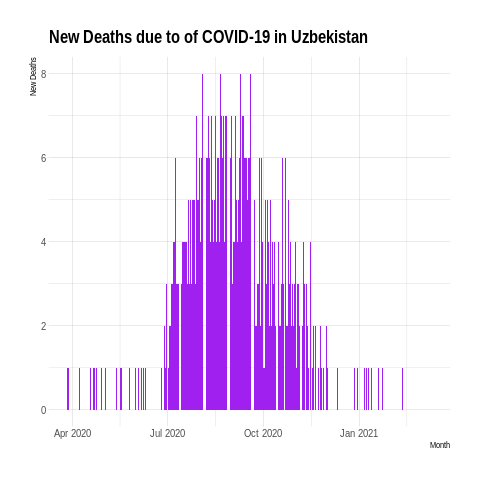 New Deaths due to of COVID-19 in Uzbekistan
New Deaths
8
6
4
2
0
Apr 2020 Jul 2020 Oct 2020 Jan 2021
Month